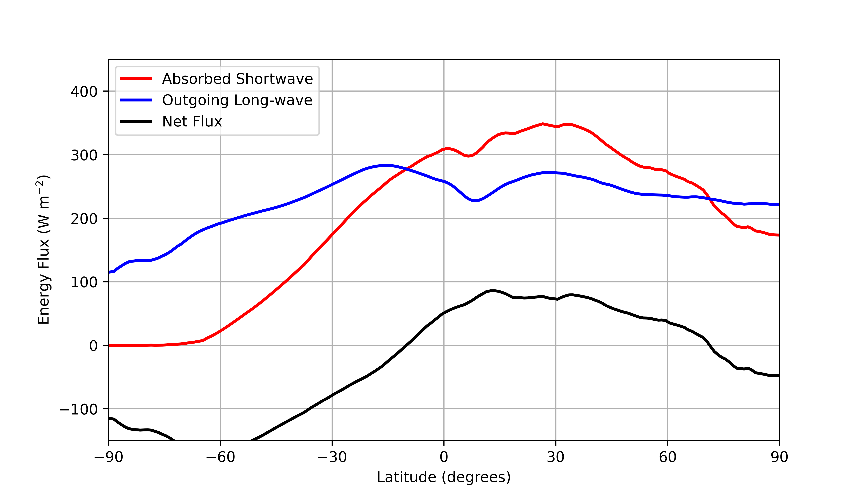 Absorbed Shortwave
Outgoing Long-wave
Net Flux
400
300
200
100
0
−100
Energy Flux (W m⁻²)
−90 −60 −30 0 30 60 90
Latitude (degrees)